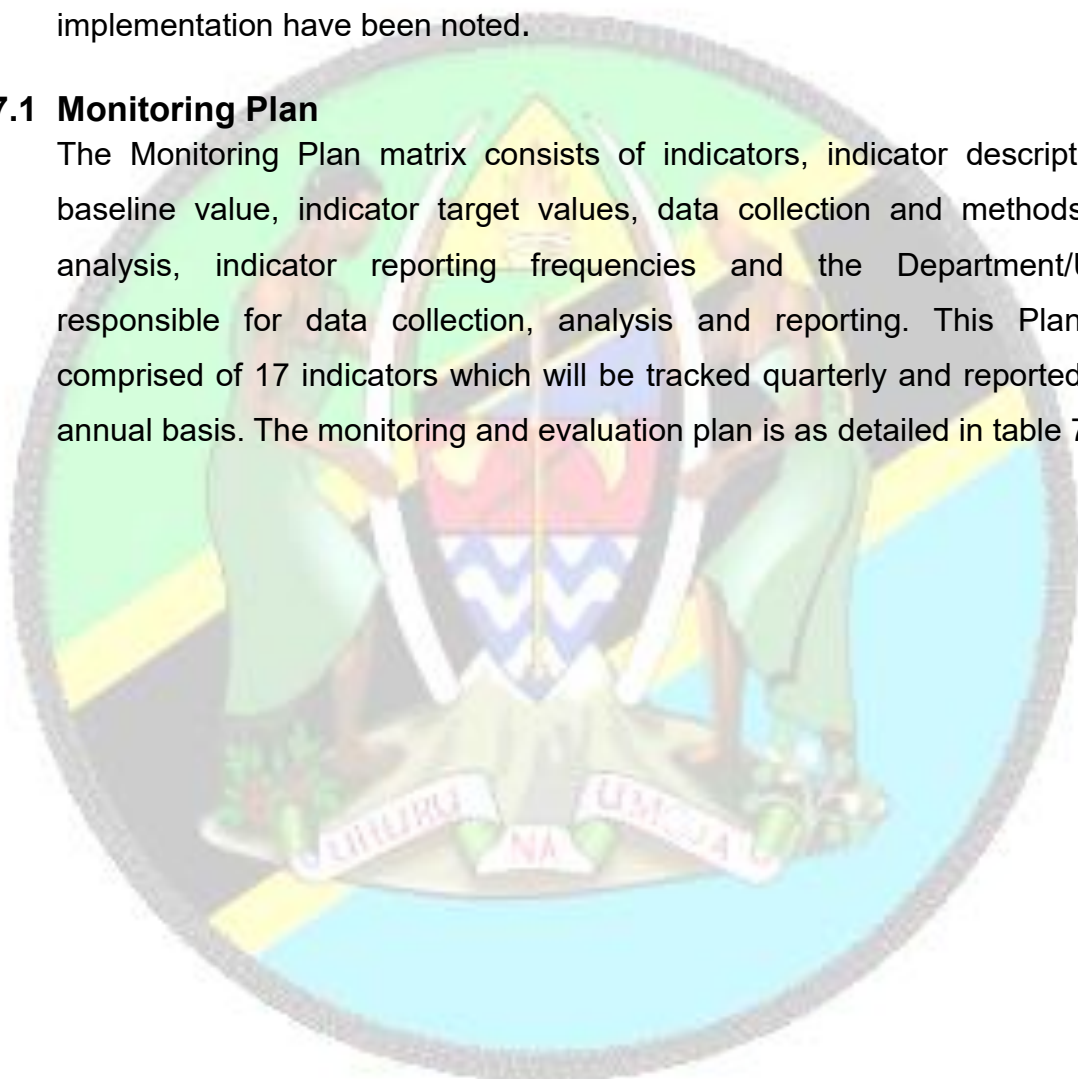 implementation have been noted.
7.1 Monitoring Plan
The Monitoring Plan matrix consists of indicators, indicator descript
baseline value, indicator target values, data collection and methods
analysis, indicator reporting frequencies and the Department/U
responsible for data collection, analysis and reporting. This Plan
comprised of 17 indicators which will be tracked quarterly and reported
annual basis. The monitoring and evaluation plan is as detailed in table 7
UHURU NA UMOJA